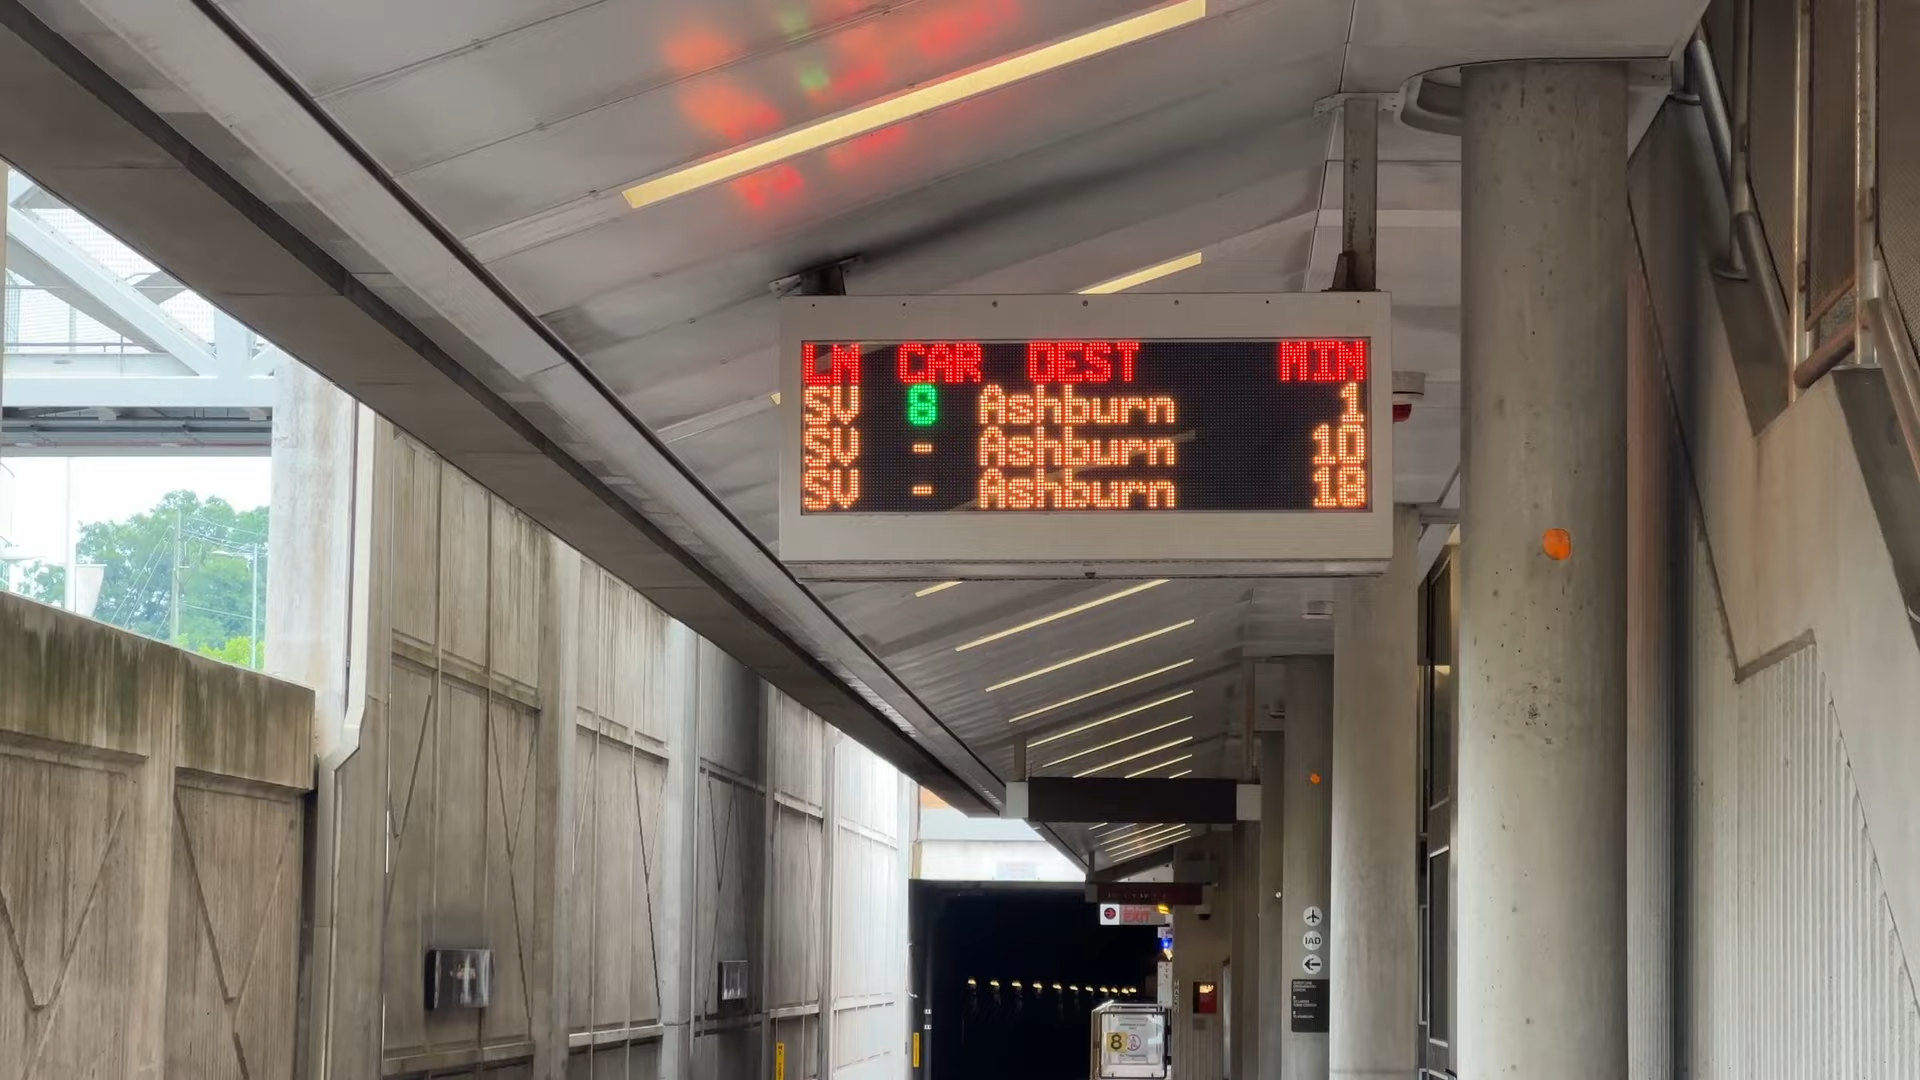 LN CAR DEST MIN
SV 8 Ashburn 1
SV - Ashburn 10
SV - Ashburn 18
EXIT
IAD
8